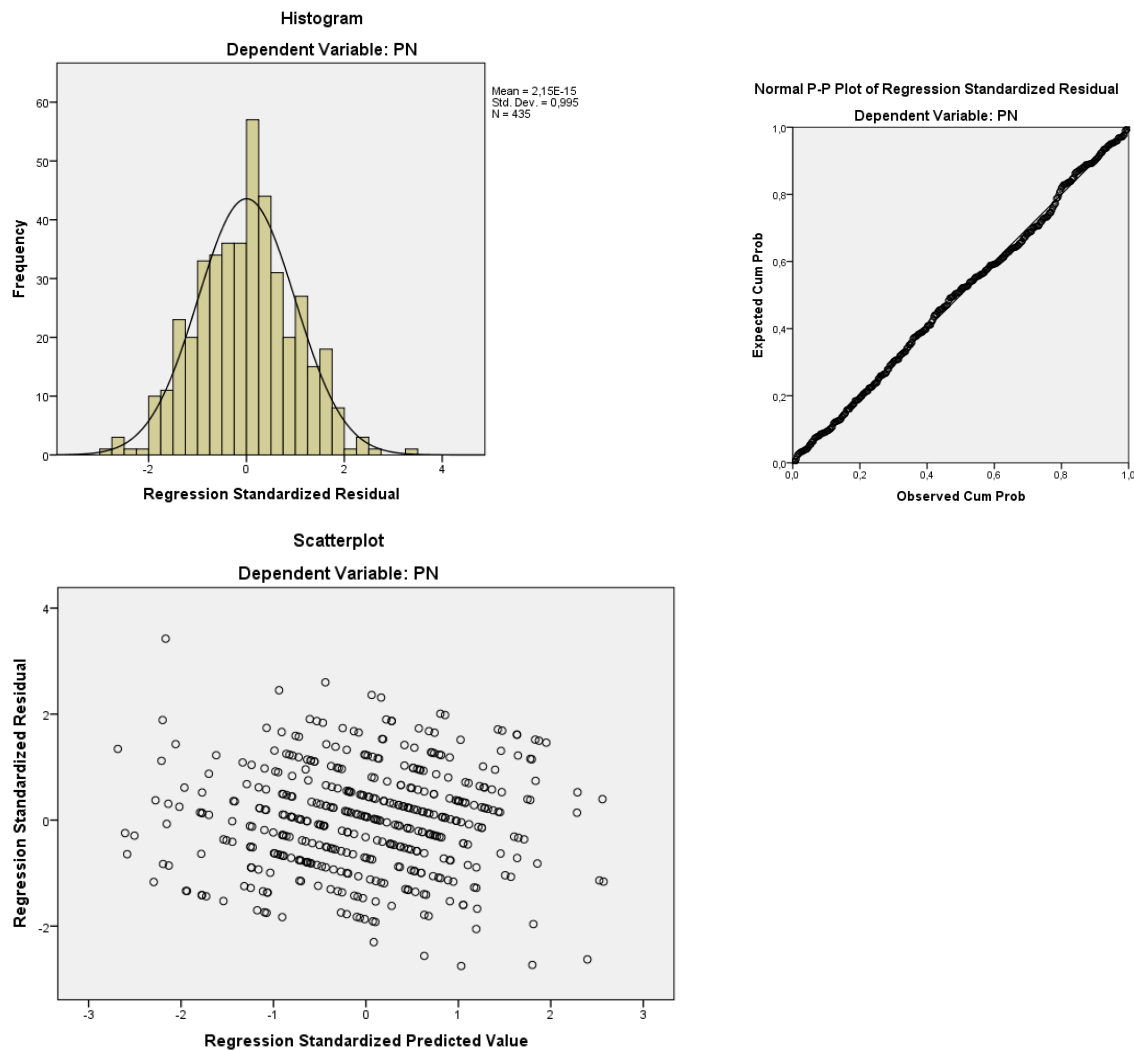 Histogram
Dependent Variable: PN
Mean = 2,15E-15
Std. Dev. = 0,995
N = 435
60
50
40
30
20
10
0
Frequency
-2
0
2
4
Regression Standardized Residual
Normal P-P Plot of Regression Standardized Residual
Dependent Variable: PN
1,0
0,8
0,6
0,4
0,2
0,0
Expected Cum Prob
0,0
0,2
0,4
0,6
0,8
1,0
Observed Cum Prob
Scatterplot
Dependent Variable: PN
4
2
0
-2
Regression Standardized Residual
-3
-2
-1
0
1
2
3
Regression Standardized Predicted Value